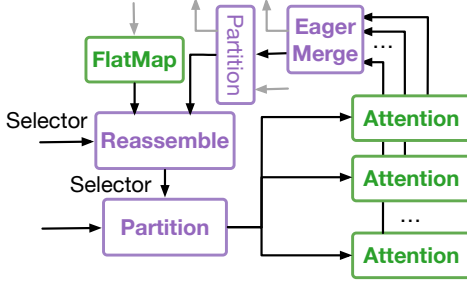 FlatMap
Partition
Eager
Merge
...
Selector
Reassemble
Attention
Selector
Attention
Partition
...
Attention